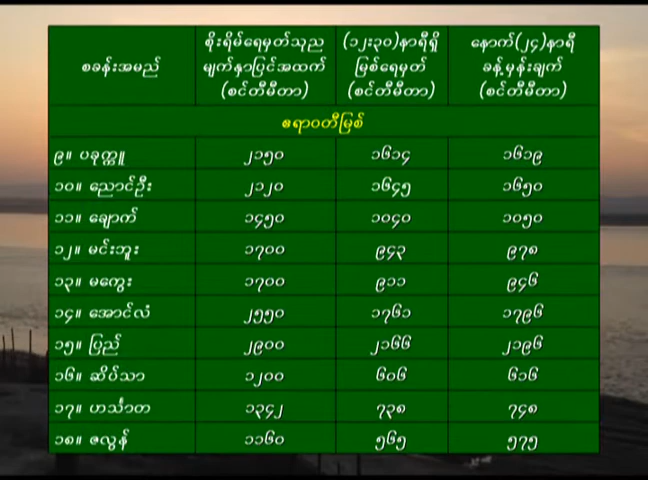 စခန်းအမည်
စိုးရိမ်ရေမှတ်သည
မျက်နှာပြင်အထက်
(စင်တီမီတာ)
(၁၂း၃၀)နာရီရှိ
မြစ်ရေမှတ်
(စင်တီမီတာ)
နောက်(၂၄)နာရီ
ခန့်မှန်းချက်
(စင်တီမီတာ)
ဧရာဝတီမြစ်
၉။ ပခုက္ကူ ၂၁၅၀ ၁၆၁၄ ၁၆၁၉
၁၀။ ညောင်ဦး ၂၁၂၀ ၁၆၄၅ ၁၆၅၀
၁၁။ ချောက် ၁၄၅၀ ၁၀၄၀ ၁၀၅၀
၁၂။ မင်းဘူး ၁၇၀၀ ၉၄၃ ၉၇၈
၁၃။ မကွေး ၁၇၀၀ ၉၁၁ ၉၄၆
၁၄။ အောင်လံ ၂၅၅၀ ၁၇၆၁ ၁၇၉၆
၁၅။ ပြည် ၂၉၀၀ ၂၁၆၆ ၂၁၉၆
၁၆။ ဆိပ်သာ ၁၂၀၀ ၆၀၆ ၆၁၆
၁၇။ ဟင်္သာတ ၁၃၄၂ ၇၃၈ ၇၄၈
၁၈။ ဇလွန် ၁၁၆၀ ၅၆၅ ၅၇၅